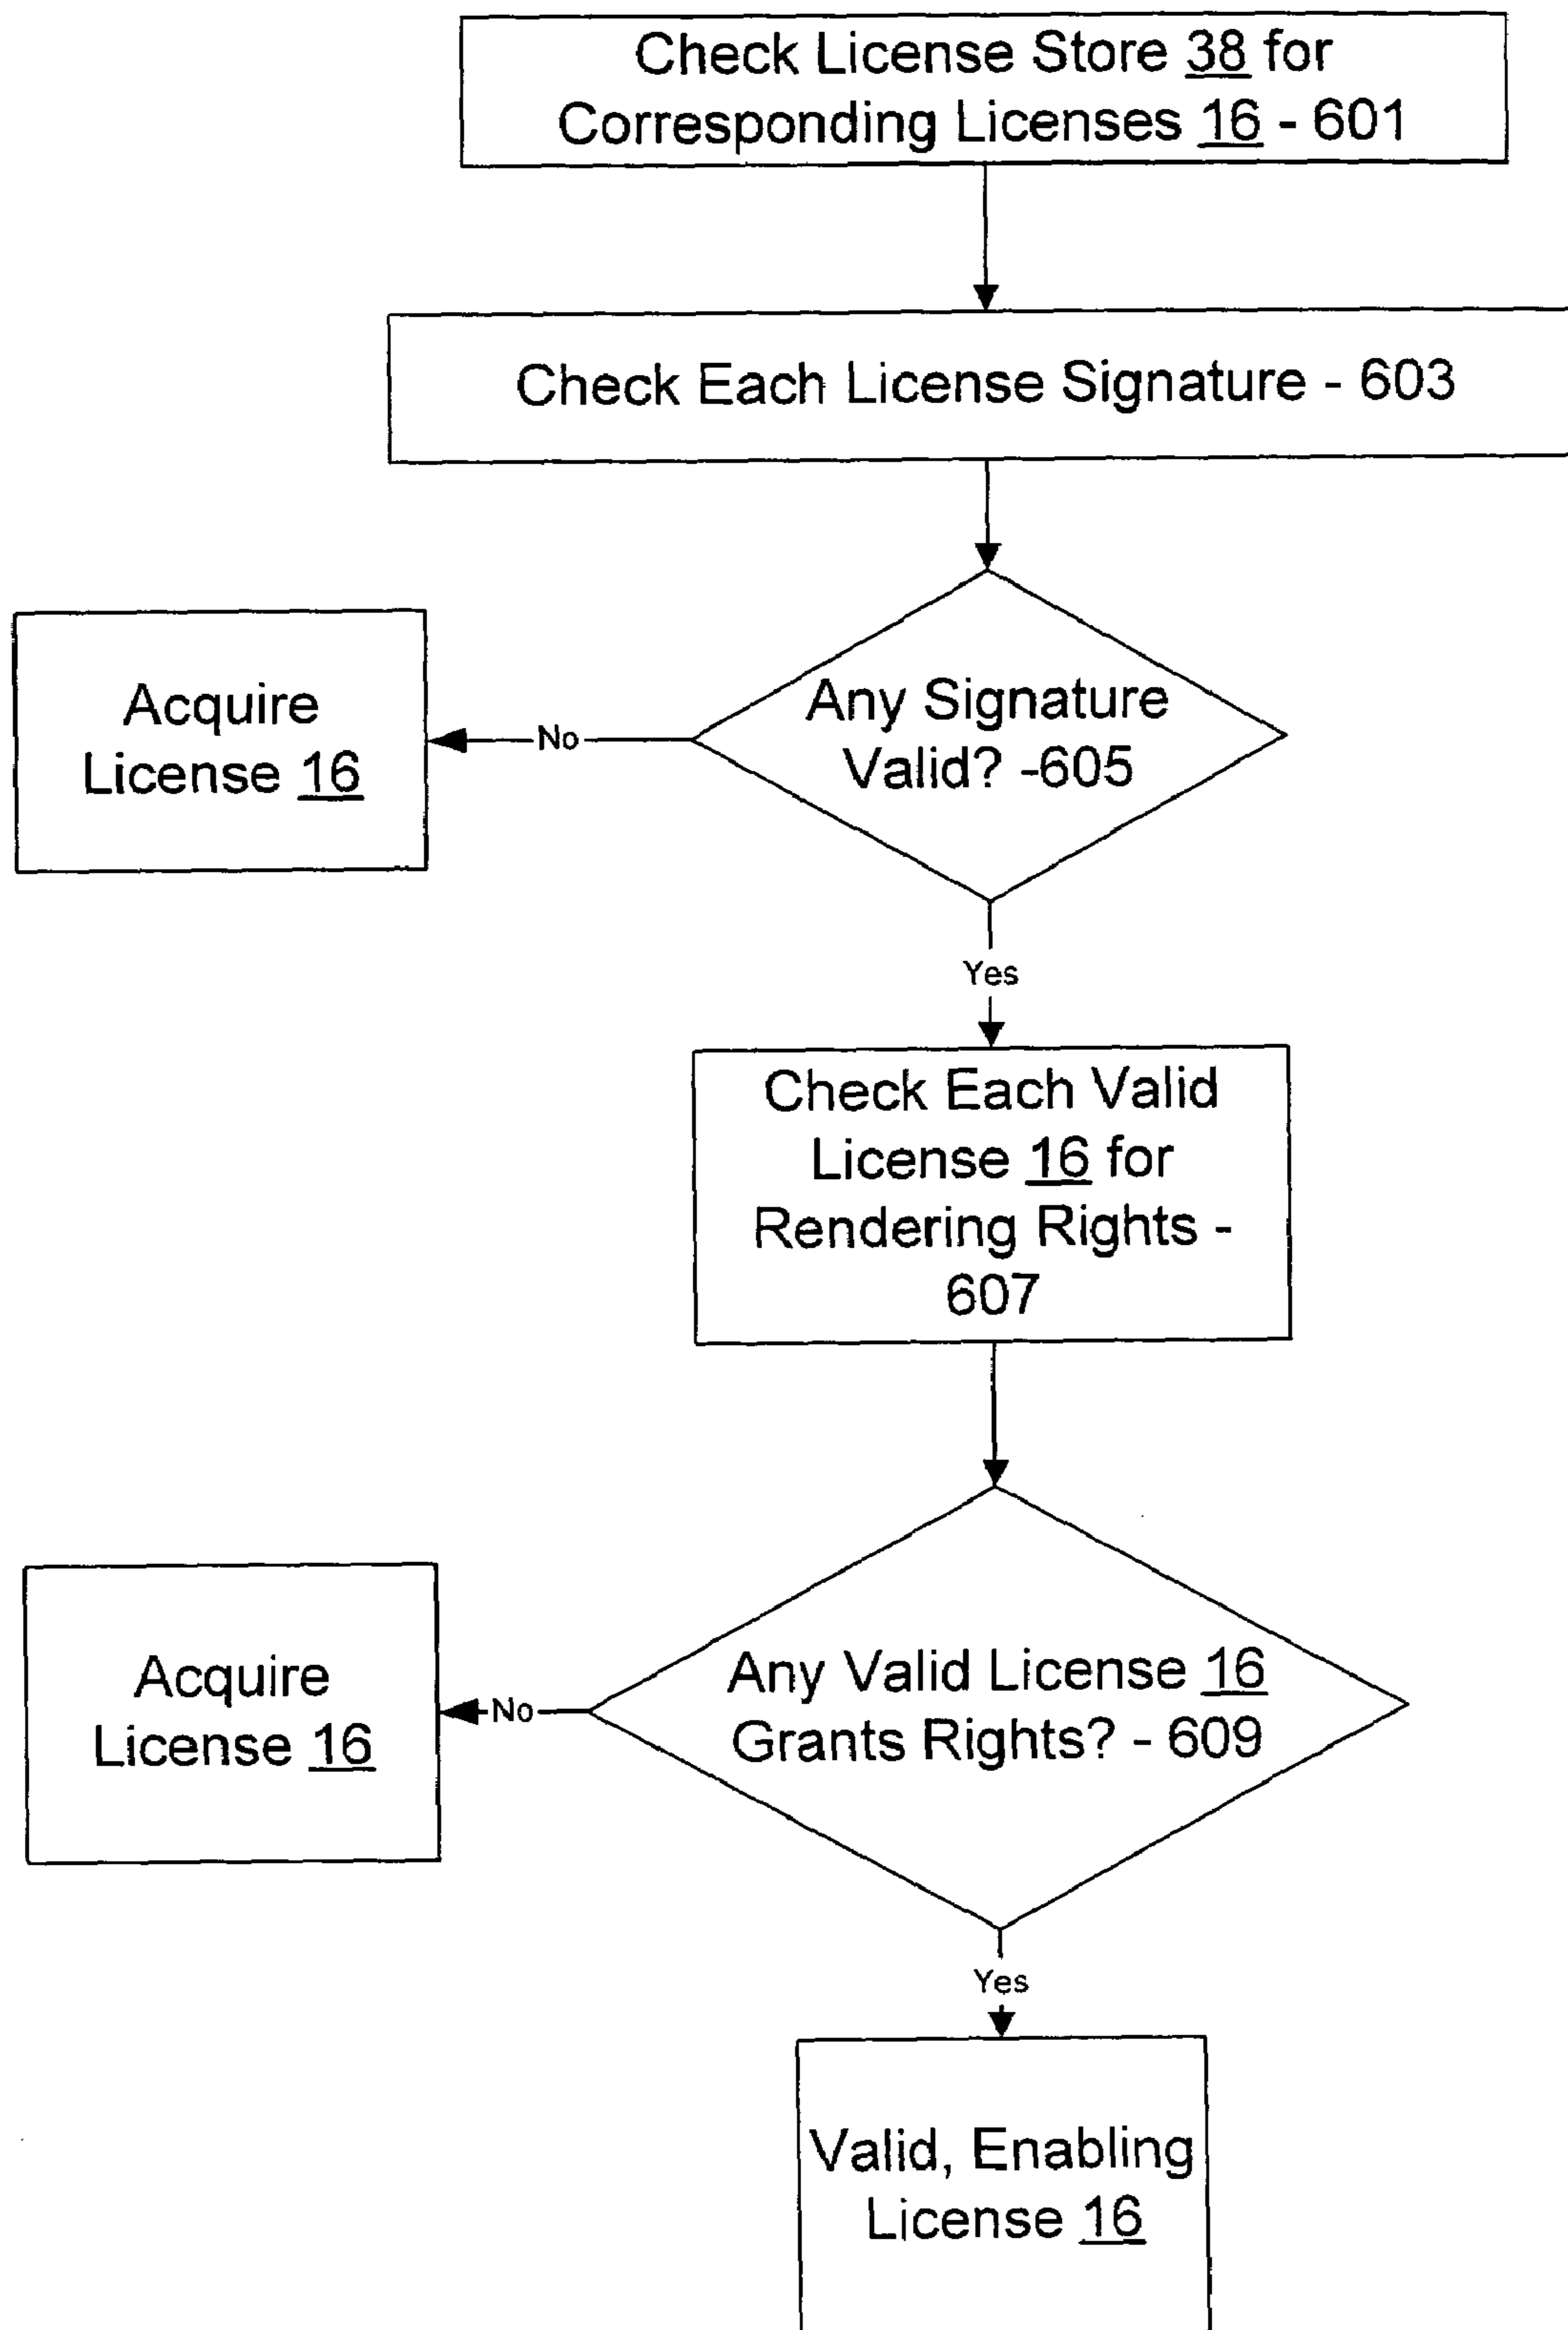 Check License Store 38 for
Corresponding Licenses 16 - 601
Check Each License Signature - 603
Any Signature
Valid? -605
No
Acquire
License 16
Yes
Check Each Valid
License 16 for
Rendering Rights -
607
Any Valid License 16
Grants Rights? - 609
No
Acquire
License 16
Yes
Valid, Enabling
License 16